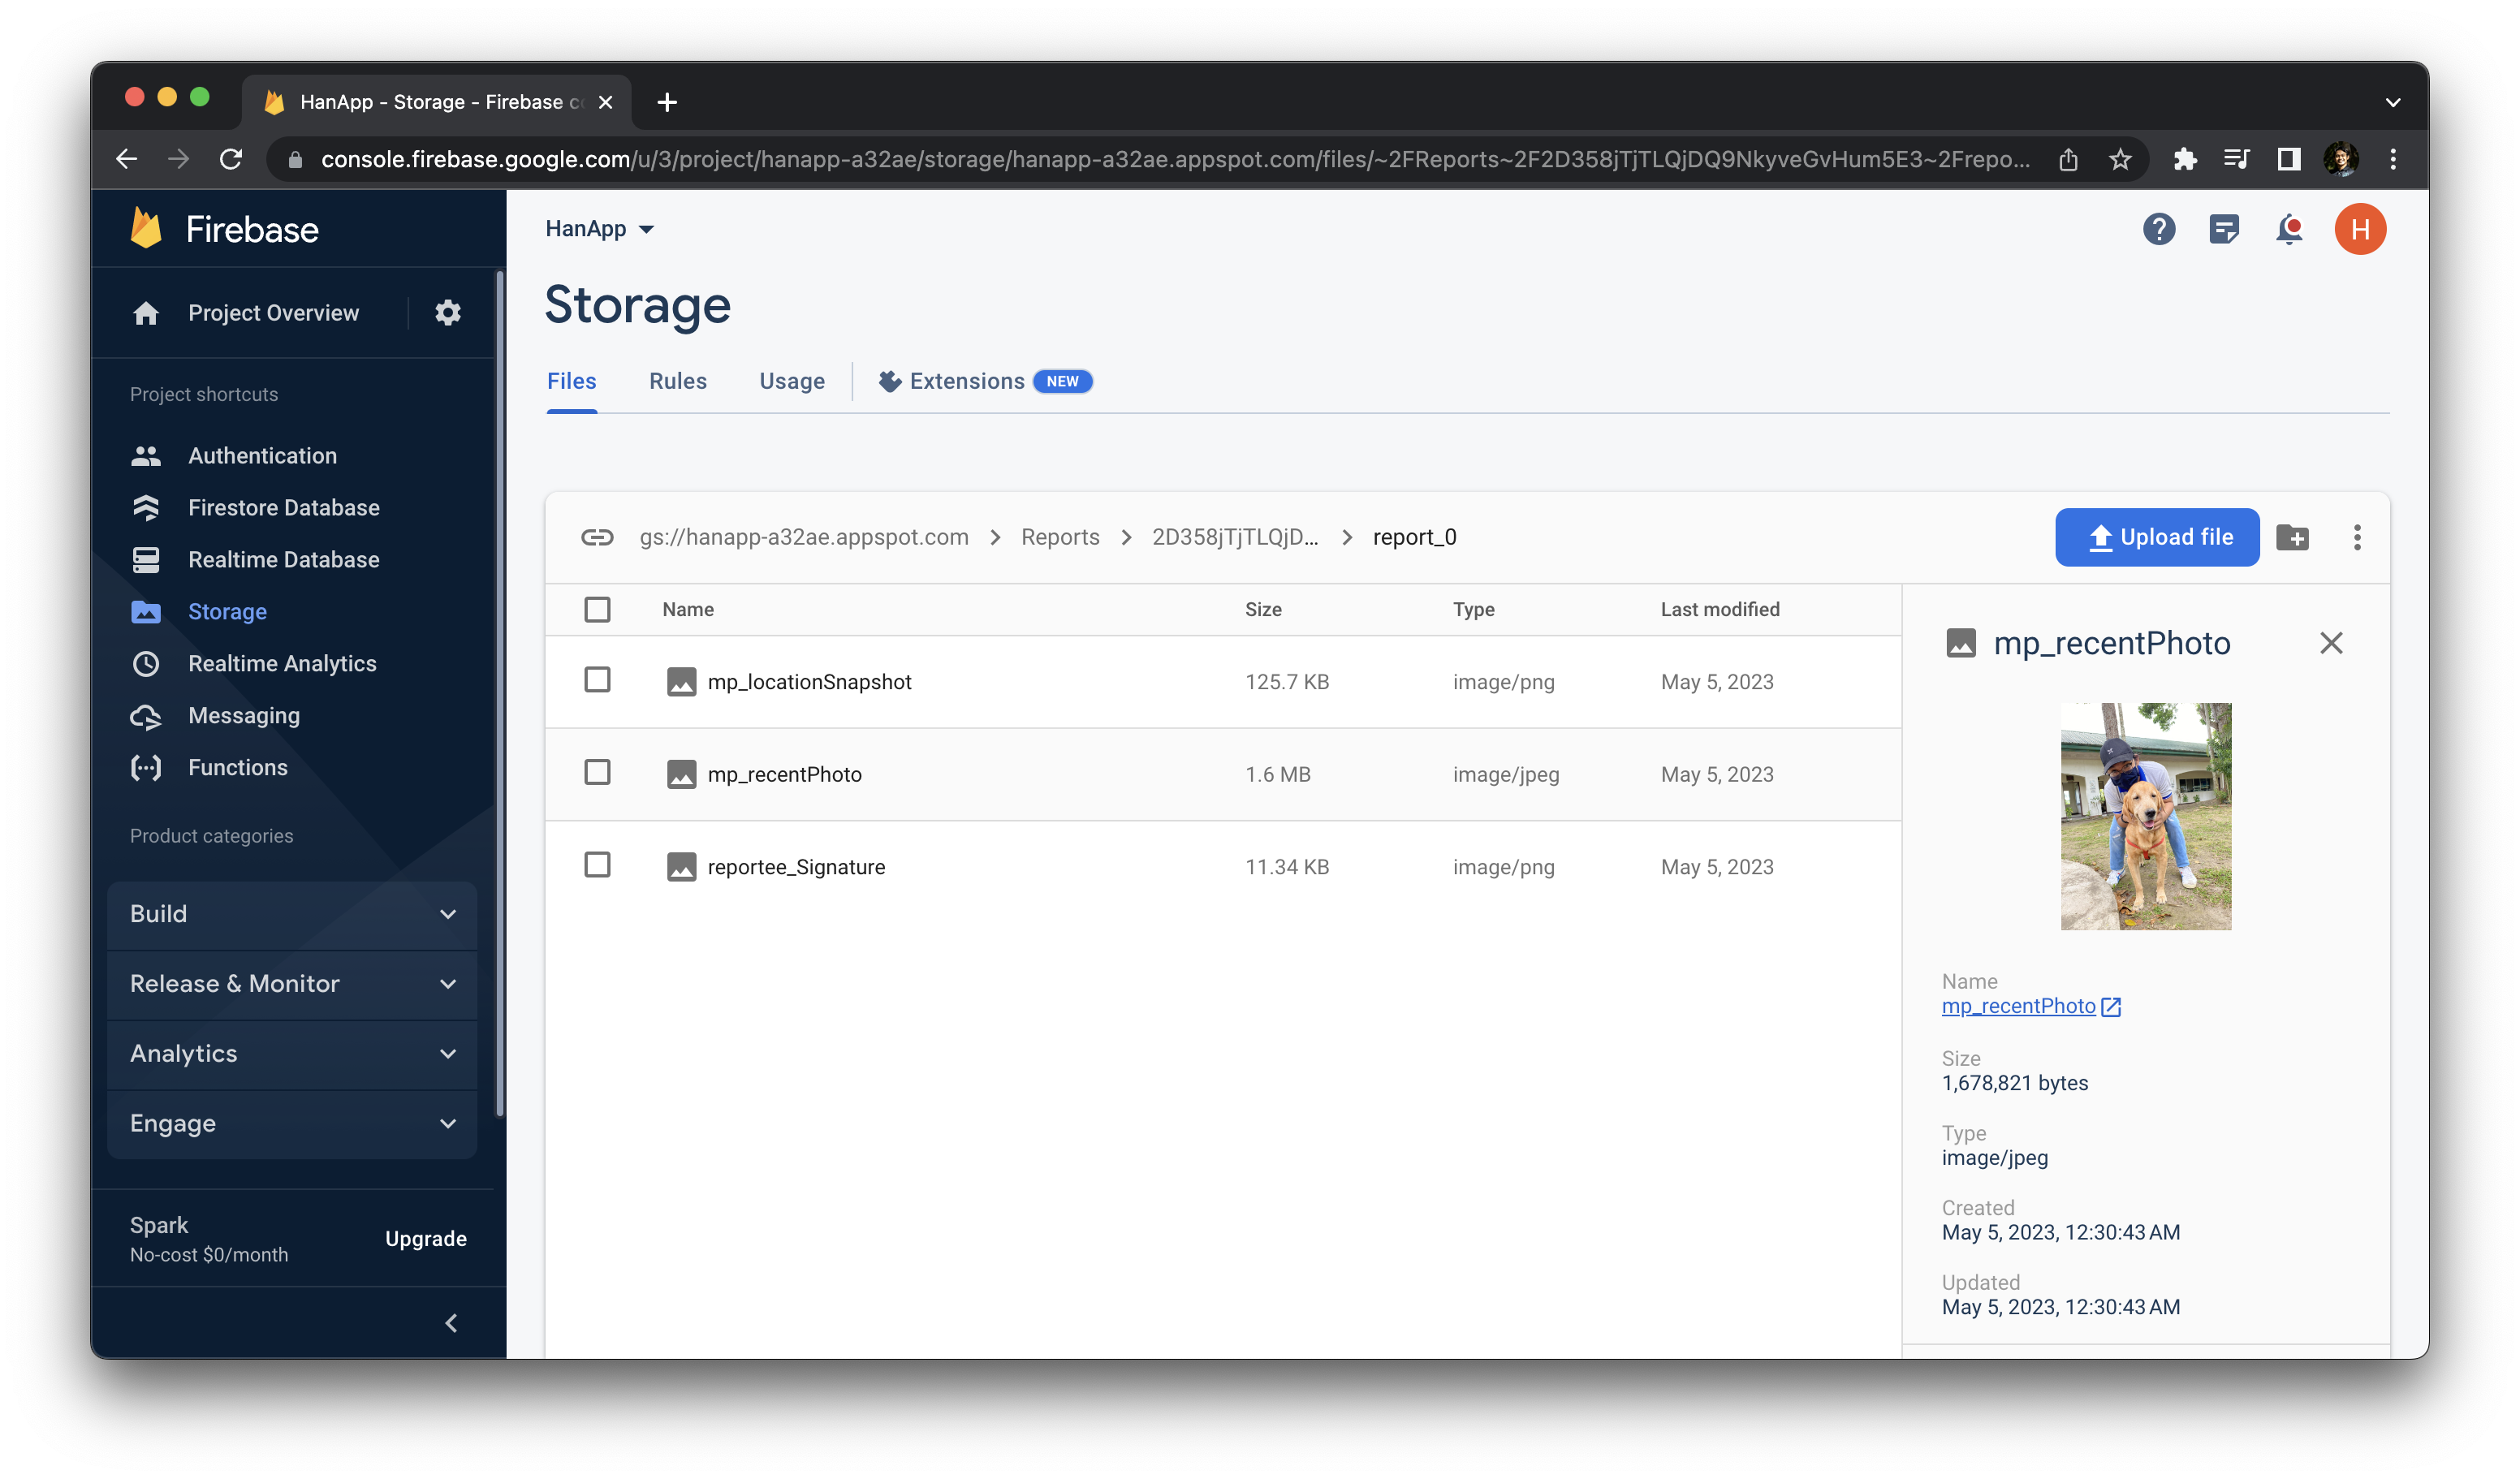 HanApp - Storage - Firebase c
console.firebase.google.com/u/3/project/hanapp-a32ae/storage/hanapp-a32ae.appspot.com/files/~2FReports~2F2D358jTjTLQjDQ9NkyveGvHum5E3~2Frepo...
Firebase
Project Overview
Project shortcuts
Authentication
Firestore Database
Realtime Database
Storage
Realtime Analytics
Messaging
Functions
Product categories
Build
Release & Monitor
Analytics
Engage
Spark
No-cost $0/month
Upgrade
HanApp
H
Storage
Files Rules Usage Extensions NEW
gs://hanapp-a32ae.appspot.com > Reports > 2D358jTjTLQjD... > report_0
Upload file
Name Size Type Last modified
mp_locationSnapshot 125.7 KB image/png May 5, 2023
mp_recentPhoto 1.6 MB image/jpeg May 5, 2023
reportee_Signature 11.34 KB image/png May 5, 2023
mp_recentPhoto
Name
mp_recentPhoto
Size
1,678,821 bytes
Type
image/jpeg
Created
May 5, 2023, 12:30:43 AM
Updated
May 5, 2023, 12:30:43 AM